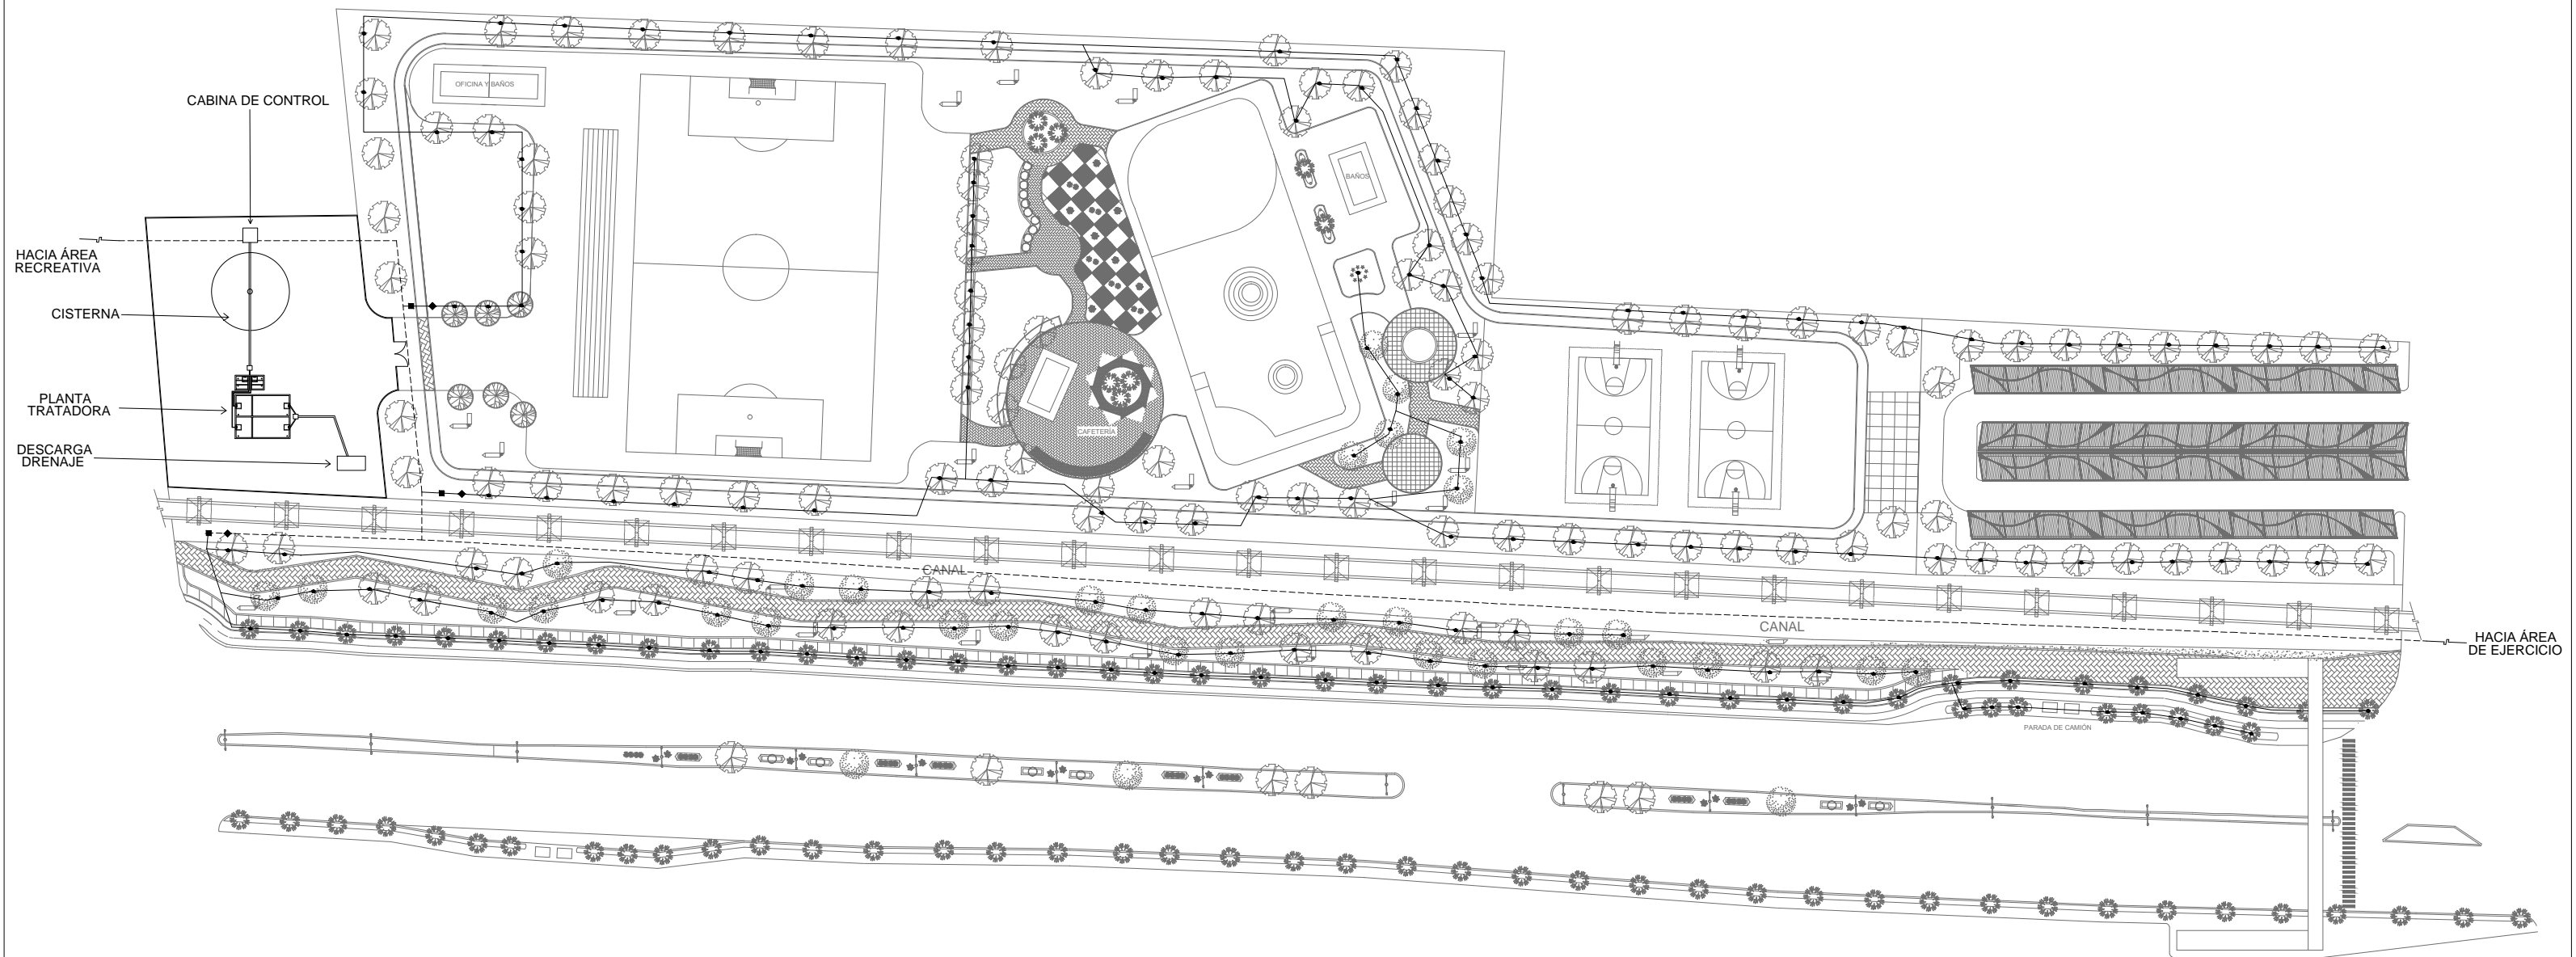 OFICINA Y BAÑOS
CABINA DE CONTROL
BAÑOS
HACIA ÁREA
RECREATIVA
CISTERNA
PLANTA
TRATADORA
CAFETERÍA
DESCARGA
DRENAJE
CANAL
CANAL
HACIA ÁREA
DE EJERCICIO
PARADA DE CAMIÓN